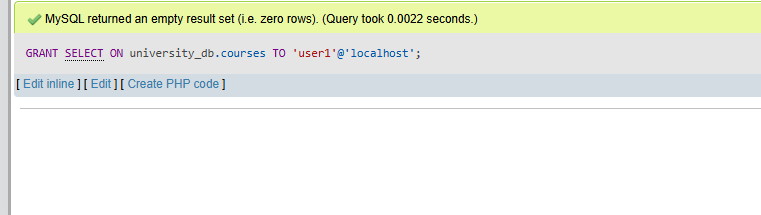 MySQL returned an empty result set (i.e. zero rows). (Query took 0.0022 seconds.)
GRANT SELECT ON university_db.courses TO 'user1'@'localhost';
[ Edit inline ] [ Edit ] [ Create PHP code ]